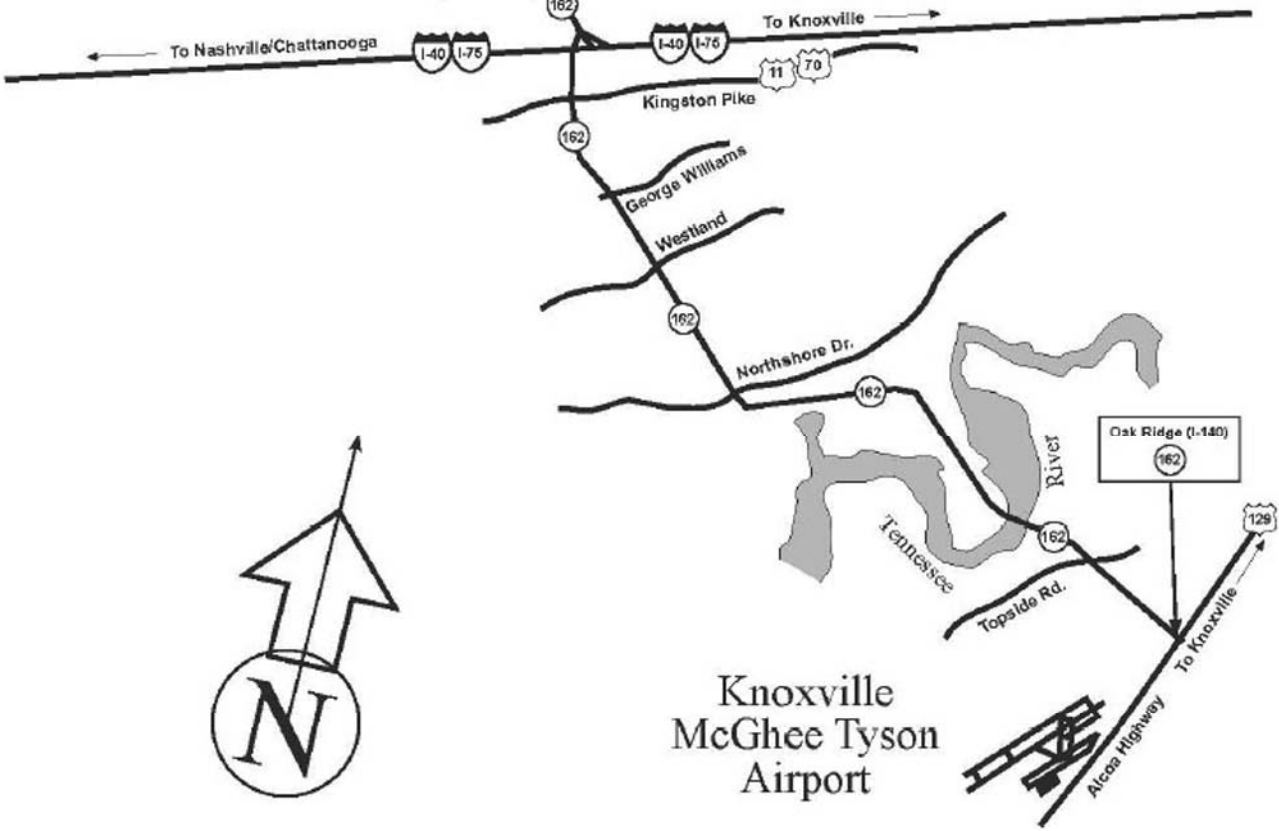 162
To Nashville/Chattanooga
I-40 I-75
I-40 I-75
To Knoxville
11 70
Kingston Pike
162
George Williams
Westland
162
Northshore Dr.
162
Oak Ridge (I-140)
162
River
Tennessee
162
129
Topside Rd.
To Knoxville
Alcoa Highway
N
Knoxville
McGhee Tyson
Airport